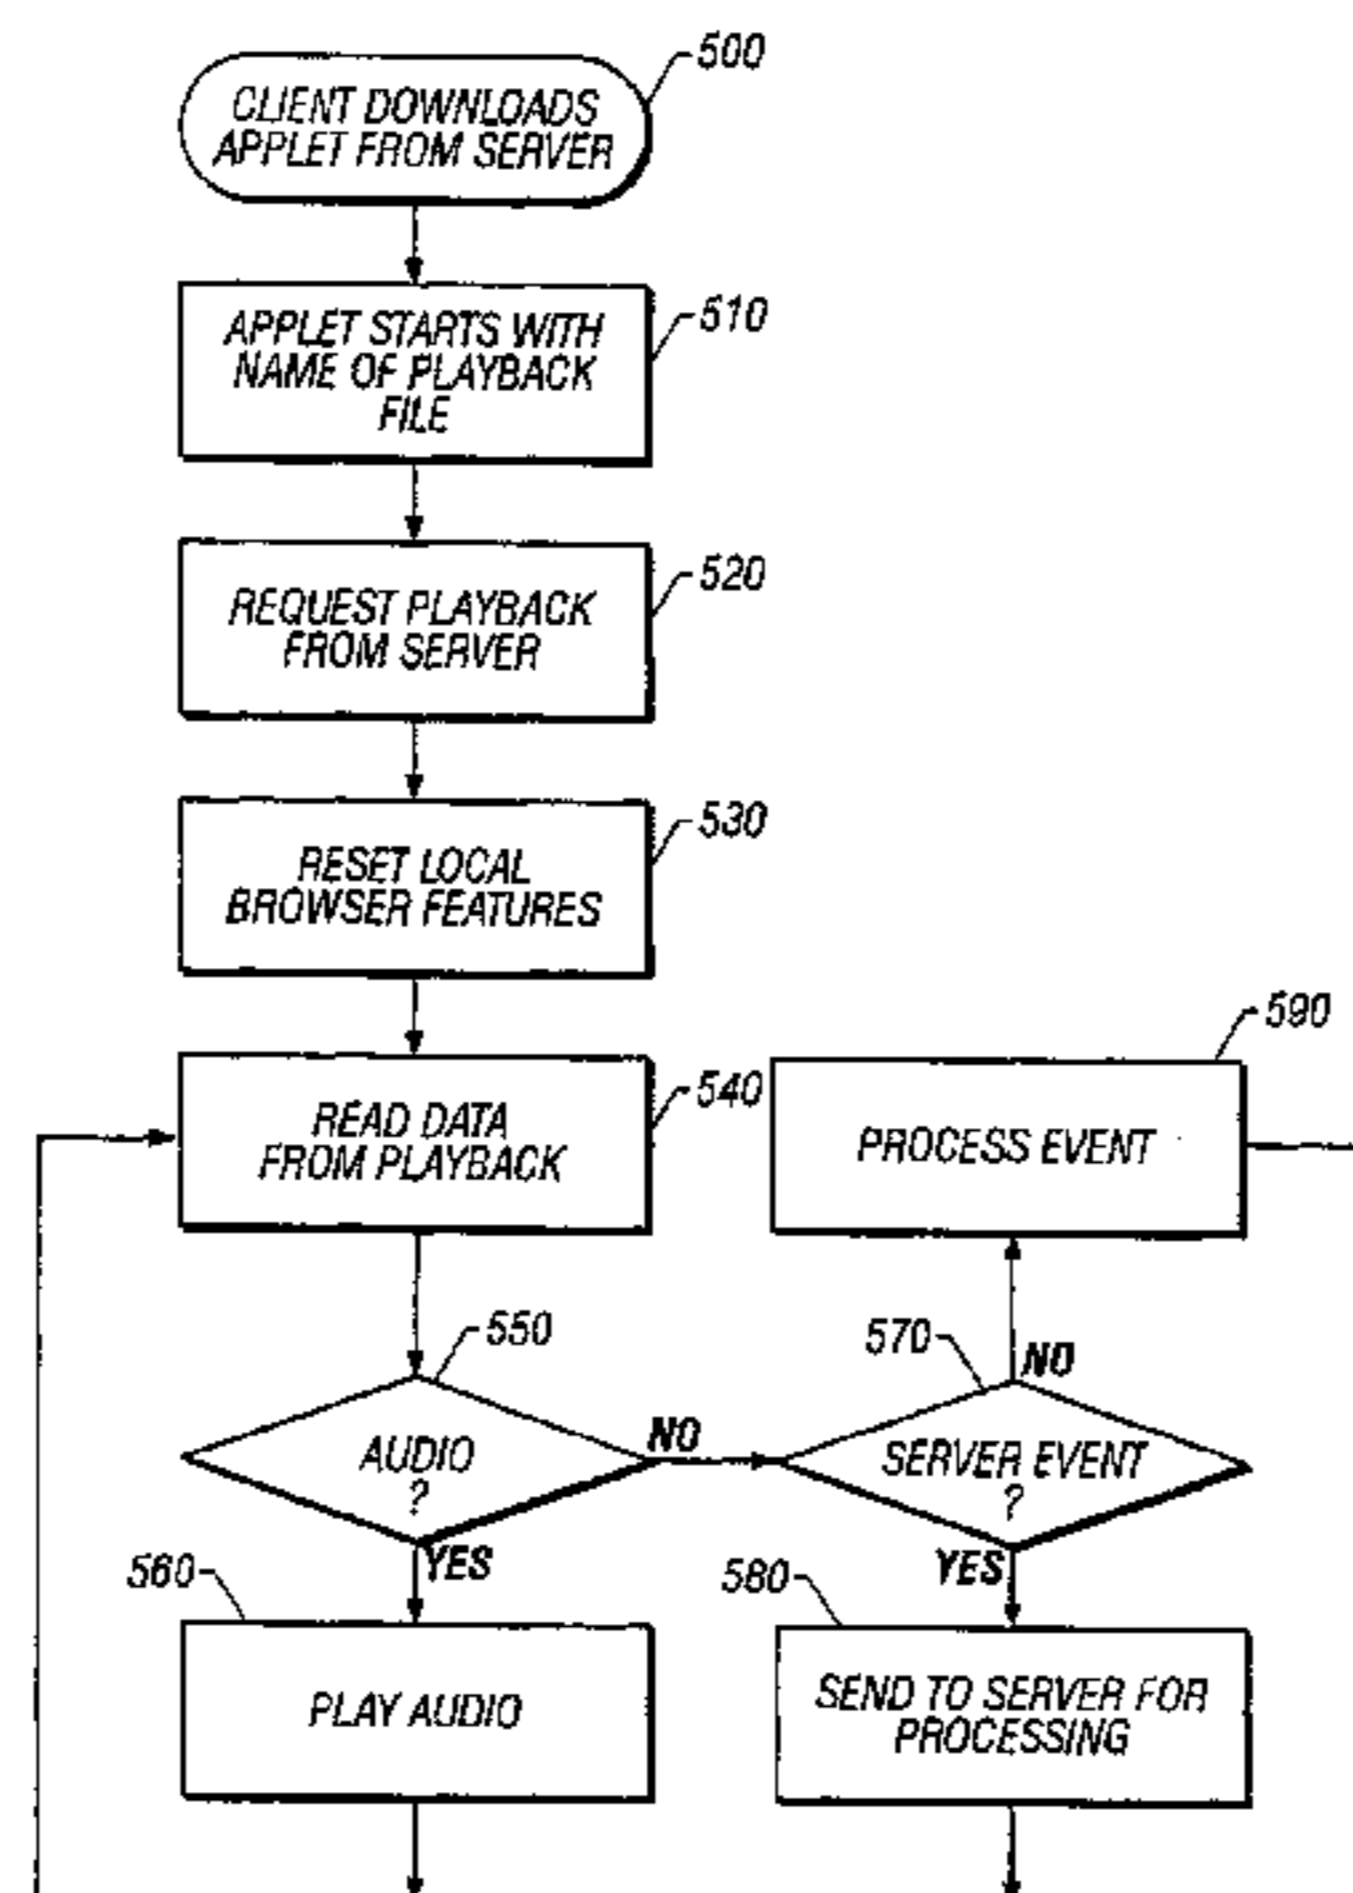 500
CLIENT DOWNLOADS
APPLET FROM SERVER
510
APPLET STARTS WITH
NAME OF PLAYBACK
FILE
520
REQUEST PLAYBACK
FROM SERVER
530
RESET LOCAL
BROWSER FEATURES
540
READ DATA
FROM PLAYBACK
590
PROCESS EVENT
550
AUDIO
?
NO
YES
570
NO
SERVER EVENT
?
YES
560
PLAY AUDIO
580
SEND TO SERVER FOR
PROCESSING